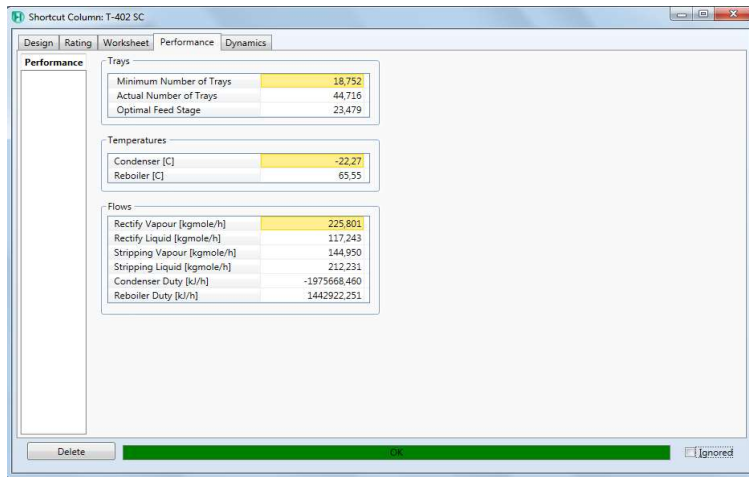 Shortcut Column: T-402 SC
Design Rating Worksheet Performance Dynamics
Performance
Trays
Minimum Number of Trays 18,752
Actual Number of Trays 44,716
Optimal Feed Stage 23,479
Temperatures
Condenser [C] -22,27
Reboiler [C] 65,55
Flows
Rectify Vapour [kgmole/h] 225,801
Rectify Liquid [kgmole/h] 117,243
Stripping Vapour [kgmole/h] 144,950
Stripping Liquid [kgmole/h] 212,231
Condenser Duty [kJ/h] -1975668,460
Reboiler Duty [kJ/h] 1442922,251
Delete OK Ignored